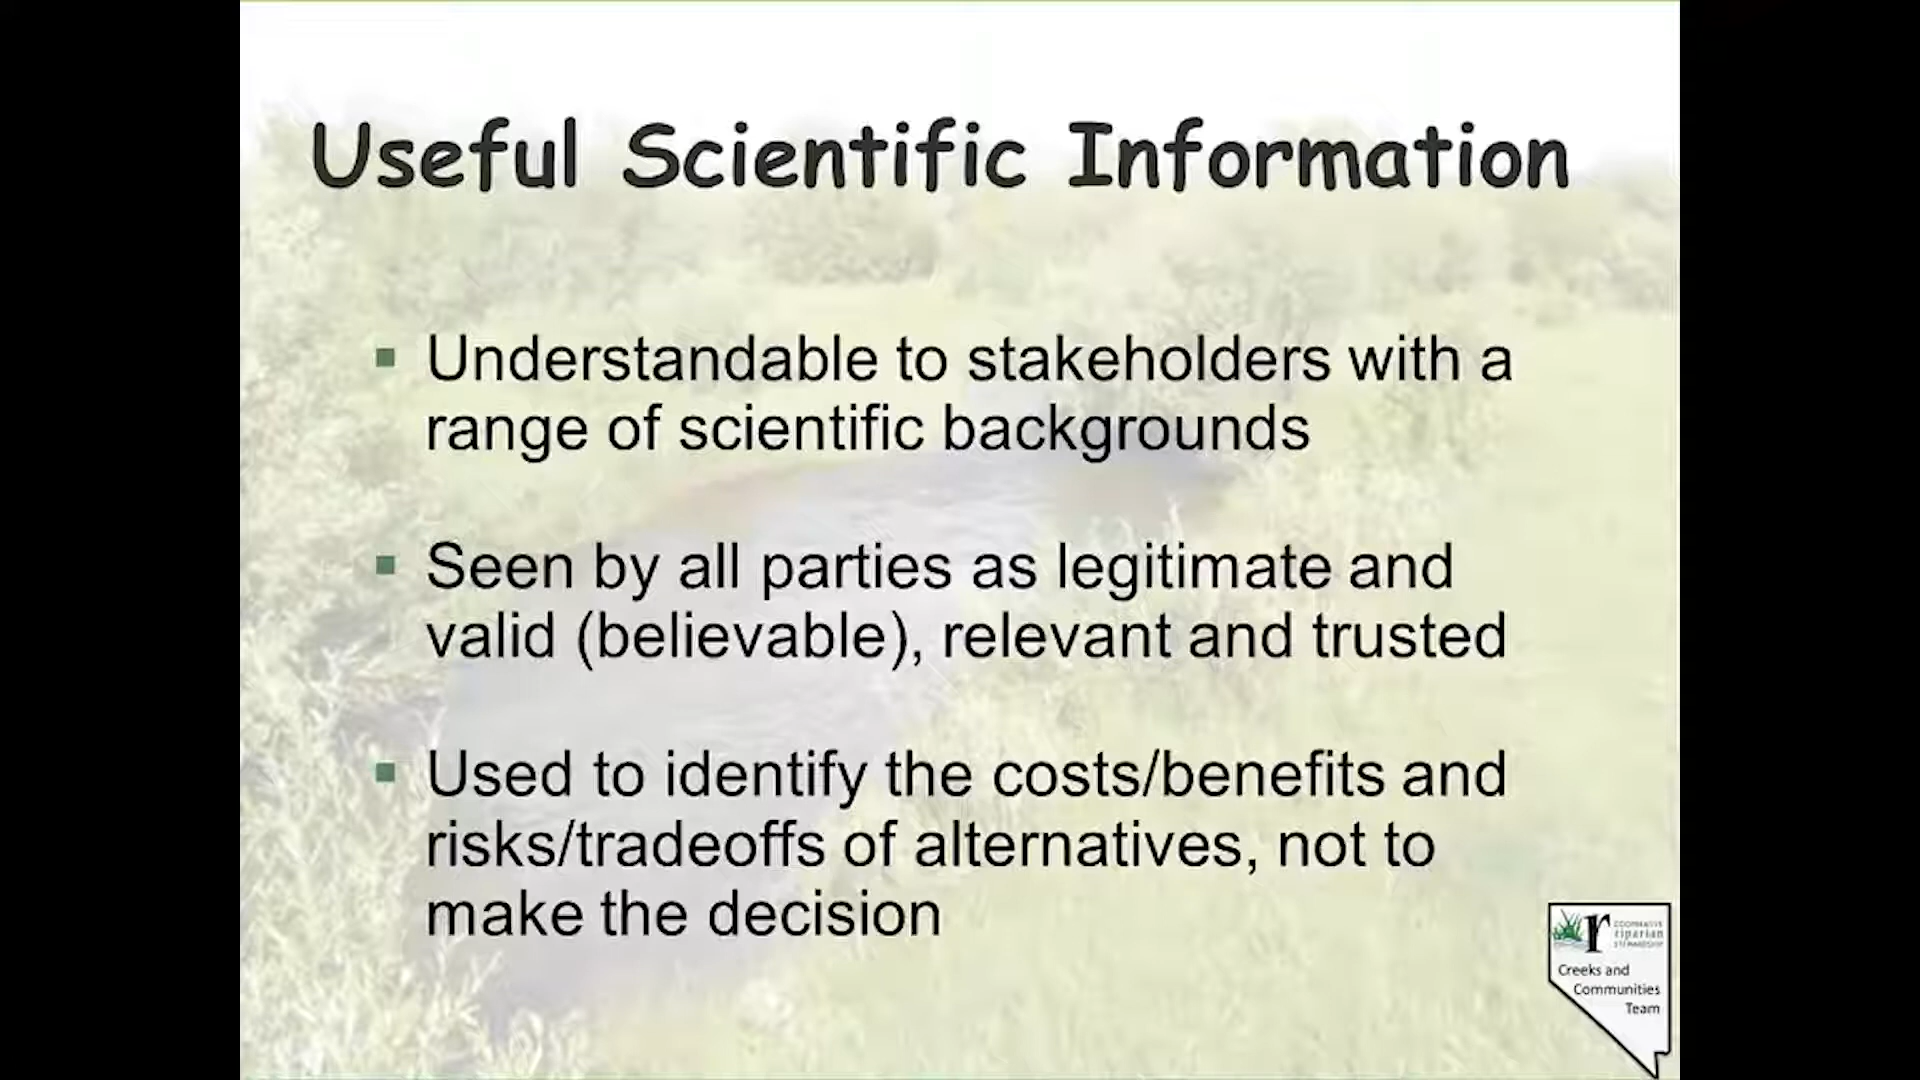 Useful Scientific Information
Understandable to stakeholders with a
range of scientific backgrounds
Seen by all parties as legitimate and
valid (believable), relevant and trusted
Used to identify the costs/benefits and
risks/tradeoffs of alternatives, not to
make the decision
r
COOPERATIVE
riparian
STEWARDSHIP
Creeks and
Communities
Team